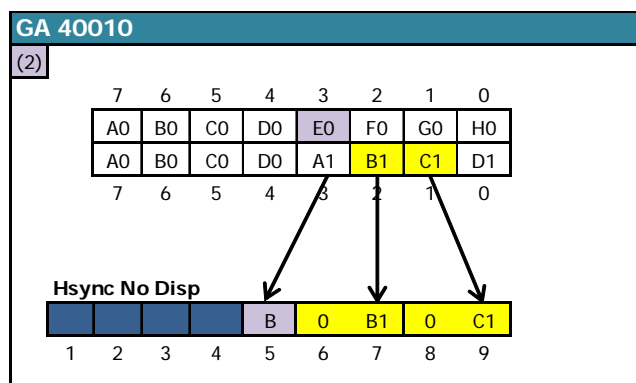 GA 40010
(2)
7 6 5 4 3 2 1 0
A0 B0 C0 D0 E0 F0 G0 H0
A0 B0 C0 D0 A1 B1 C1 D1
7 6 5 4 3 2 1 0
Hsync No Disp
B 0 B1 0 C1
1 2 3 4 5 6 7 8 9